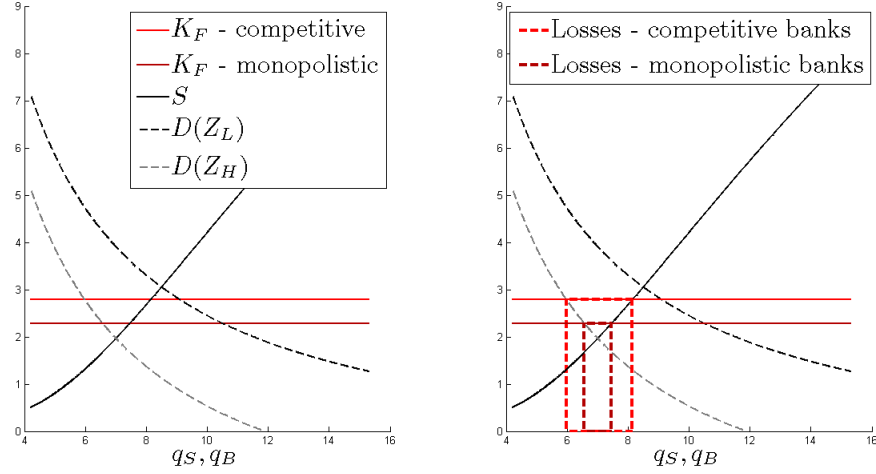 9
8
7
6
5
4
3
2
1
0
4 6 8 10 12 14 16
K_F - competitive
K_F - monopolistic
S
D(Z_L)
D(Z_H)
q_S, q_B
9
8
7
6
5
4
3
2
1
0
4 6 8 10 12 14 16
Losses - competitive banks
Losses - monopolistic banks
q_S, q_B